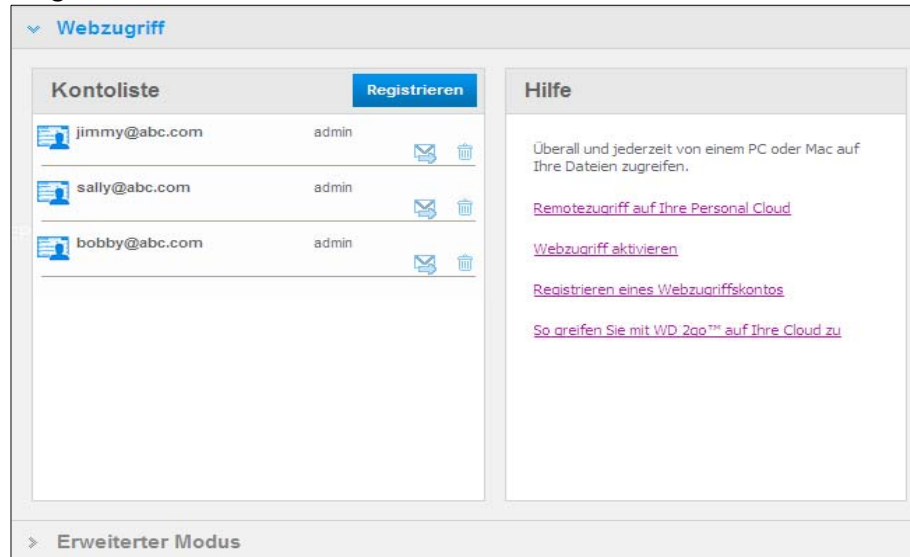 Webzugriff
Kontoliste
Registrieren
jimmy@abc.com admin
sally@abc.com admin
bobby@abc.com admin
Hilfe
Überall und jederzeit von einem PC oder Mac auf
Ihre Dateien zugreifen.
Remotezugriff auf Ihre Personal Cloud
Webzugriff aktivieren
Registrieren eines Webzugriffskontos
So greifen Sie mit WD 2go™ auf Ihre Cloud zu
Erweiterter Modus